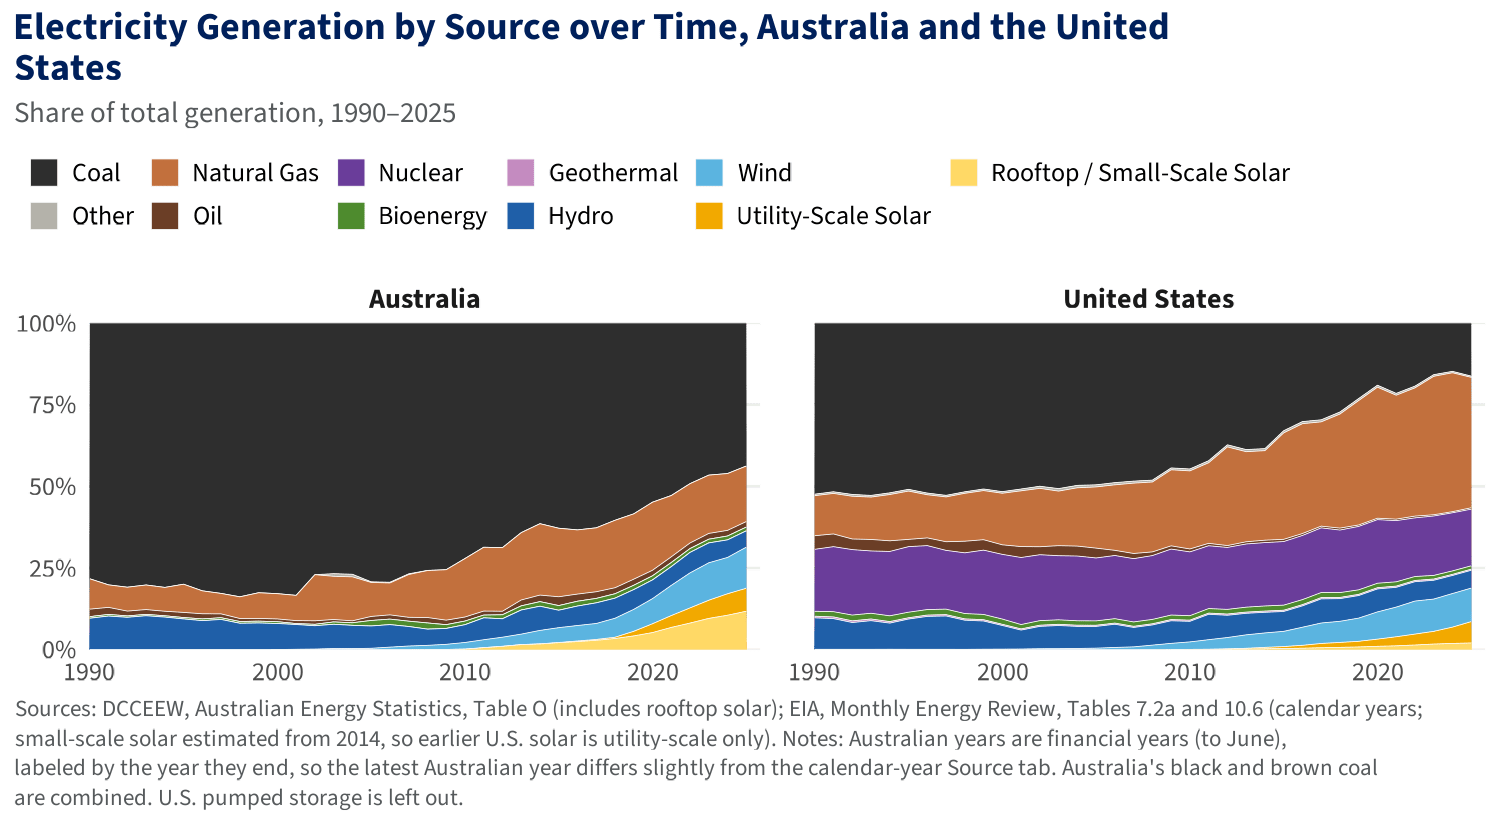 Electricity Generation by Source over Time, Australia and the United
States
Share of total generation, 1990–2025
Coal Natural Gas Nuclear Geothermal Wind Rooftop / Small-Scale Solar
Other Oil Bioenergy Hydro Utility-Scale Solar
Australia United States
100%
75%
50%
25%
0%
1990 2000 2010 2020 1990 2000 2010 2020
Sources: DCCEEW, Australian Energy Statistics, Table O (includes rooftop solar); EIA, Monthly Energy Review, Tables 7.2a and 10.6 (calendar years;
small-scale solar estimated from 2014, so earlier U.S. solar is utility-scale only). Notes: Australian years are financial years (to June),
labeled by the year they end, so the latest Australian year differs slightly from the calendar-year Source tab. Australia's black and brown coal
are combined. U.S. pumped storage is left out.